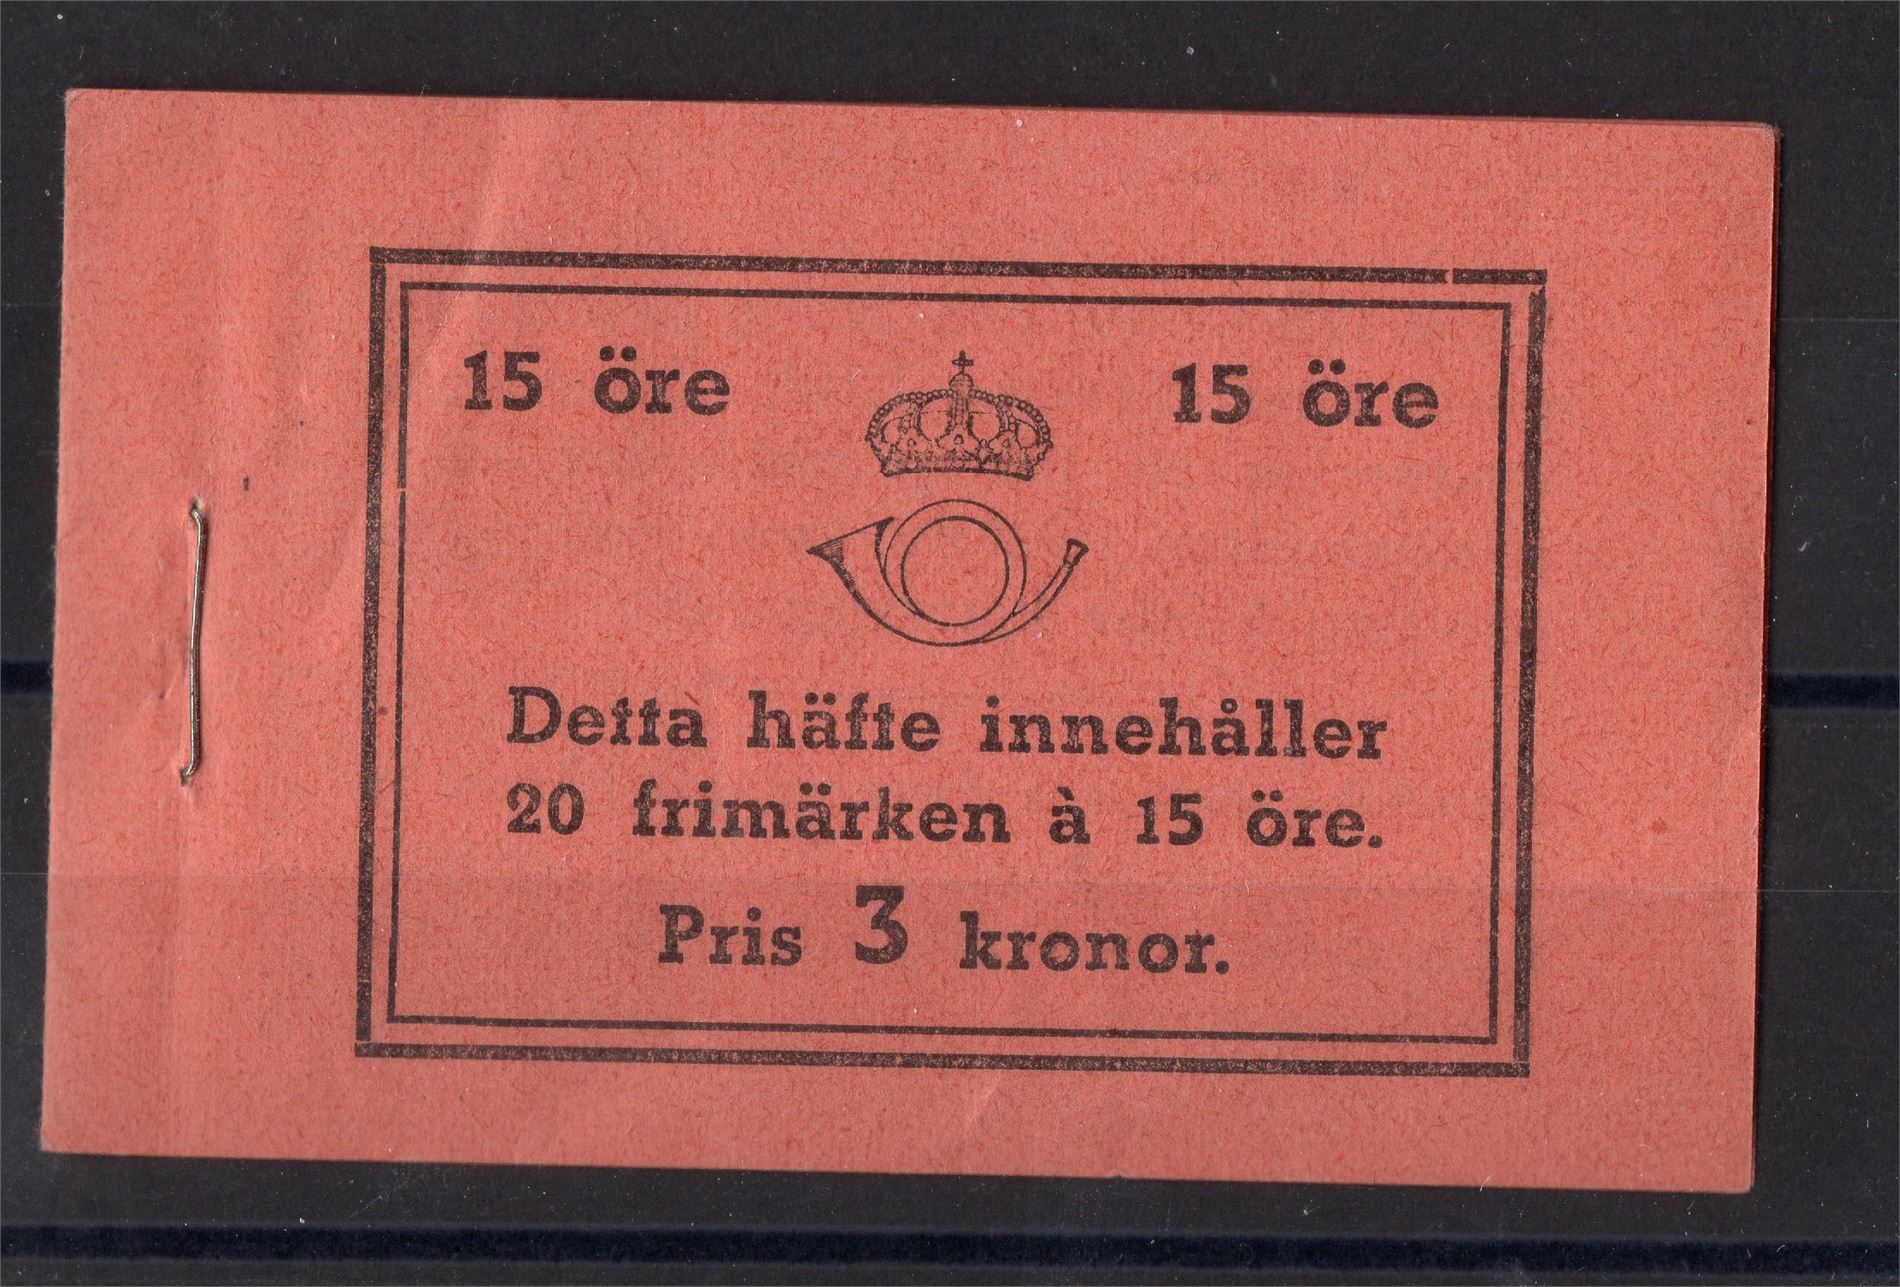 15 öre 15 öre
Detta häfte innehåller
20 frimärken à 15 öre.
Pris 3 kronor.